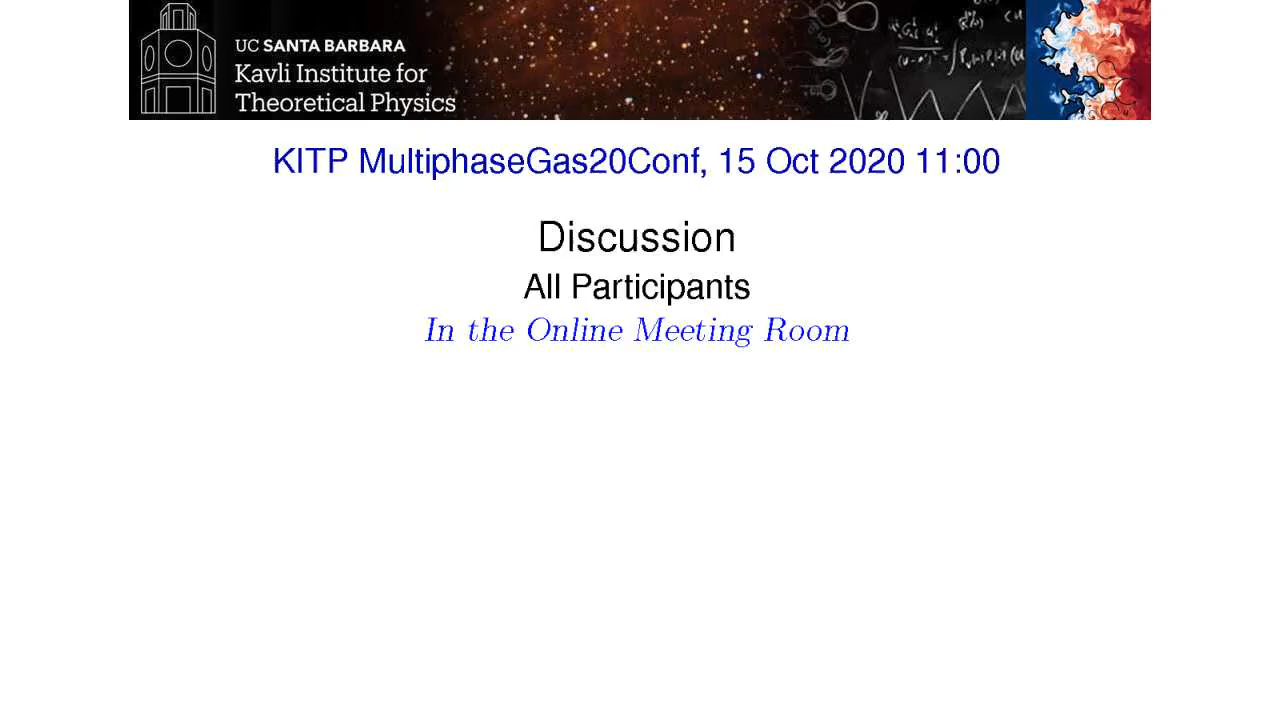 UC SANTA BARBARA
Kavli Institute for
Theoretical Physics
KITP MultiphaseGas20Conf, 15 Oct 2020 11:00
Discussion
All Participants
In the Online Meeting Room